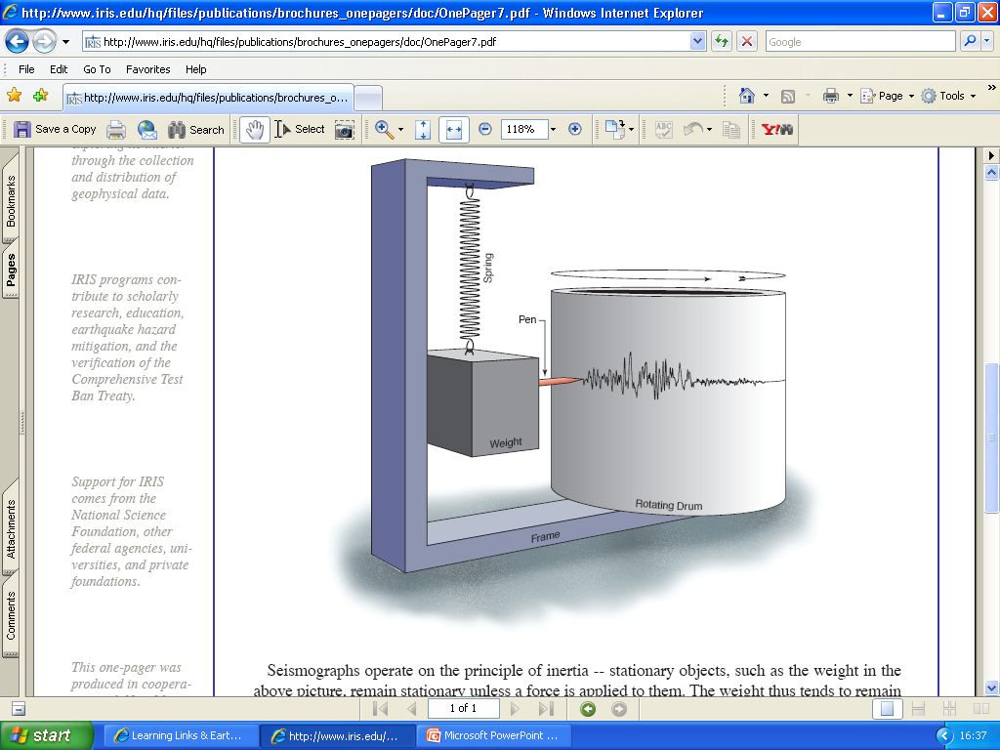 http://www.iris.edu/hq/files/publications/brochures_onepagers/doc/OnePager7.pdf - Windows Internet Explorer
http://www.iris.edu/hq/files/publications/brochures_onepagers/doc/OnePager7.pdf
Google
File Edit Go To Favorites Help
http://www.iris.edu/hq/files/publications/brochures_o...
Page Tools
Save a Copy Search Select 118% Y!
Bookmarks
Pages
Attachments
Comments
through the collection
and distribution of
geophysical data.
IRIS programs con-
tribute to scholarly
research, education,
earthquake hazard
mitigation, and the
verification of the
Comprehensive Test
Ban Treaty.
Support for IRIS
comes from the
National Science
Foundation, other
federal agencies, uni-
versities, and private
foundations.
This one-pager was
produced in coopera-
Spring
Pen
Weight
Rotating Drum
Frame
Seismographs operate on the principle of inertia -- stationary objects, such as the weight in the
above picture, remain stationary unless a force is applied to them. The weight thus tends to remain
1 of 1
start
Learning Links & Eart...
http://www.iris.edu/...
Microsoft PowerPoint ...
16:37